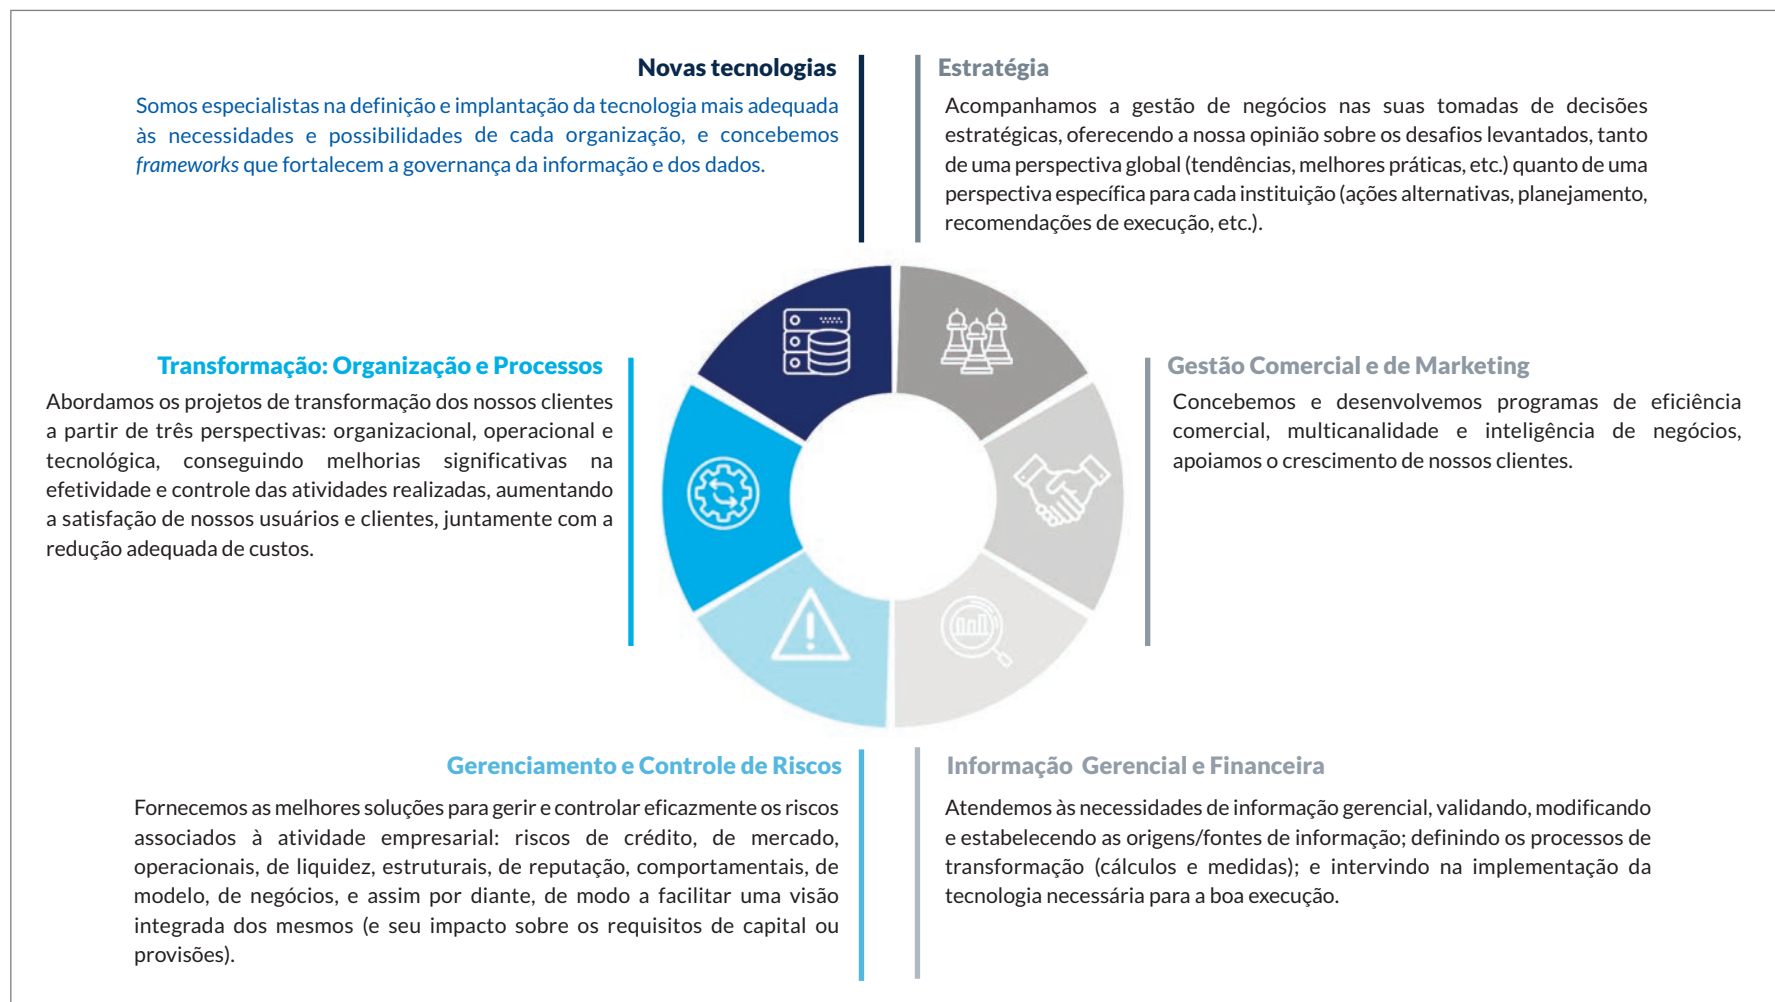 Novas tecnologias
Somos especialistas na definição e implantação da tecnologia mais adequada
às necessidades e possibilidades de cada organização, e concebemos
frameworks que fortalecem a governança da informação e dos dados.
Estratégia
Acompanhamos a gestão de negócios nas suas tomadas de decisões
estratégicas, oferecendo a nossa opinião sobre os desafios levantados, tanto
de uma perspectiva global (tendências, melhores práticas, etc.) quanto de uma
perspectiva específica para cada instituição (ações alternativas, planejamento,
recomendações de execução, etc.).
Transformação: Organização e Processos
Abordamos os projetos de transformação dos nossos clientes
a partir de três perspectivas: organizacional, operacional e
tecnológica, conseguindo melhorias significativas na
efetividade e controle das atividades realizadas, aumentando
a satisfação de nossos usuários e clientes, juntamente com a
redução adequada de custos.
Gestão Comercial e de Marketing
Concebemos e desenvolvemos programas de eficiência
comercial, multicanalidade e inteligência de negócios,
apoiamos o crescimento de nossos clientes.
Gerenciamento e Controle de Riscos
Fornecemos as melhores soluções para gerir e controlar eficazmente os riscos
associados à atividade empresarial: riscos de crédito, de mercado,
operacionais, de liquidez, estruturais, de reputação, comportamentais, de
modelo, de negócios, e assim por diante, de modo a facilitar uma visão
integrada dos mesmos (e seu impacto sobre os requisitos de capital ou
provisões).
Informação Gerencial e Financeira
Atendemos às necessidades de informação gerencial, validando, modificando
e estabelecendo as origens/fontes de informação; definindo os processos de
transformação (cálculos e medidas); e intervindo na implementação da
tecnologia necessária para a boa execução.